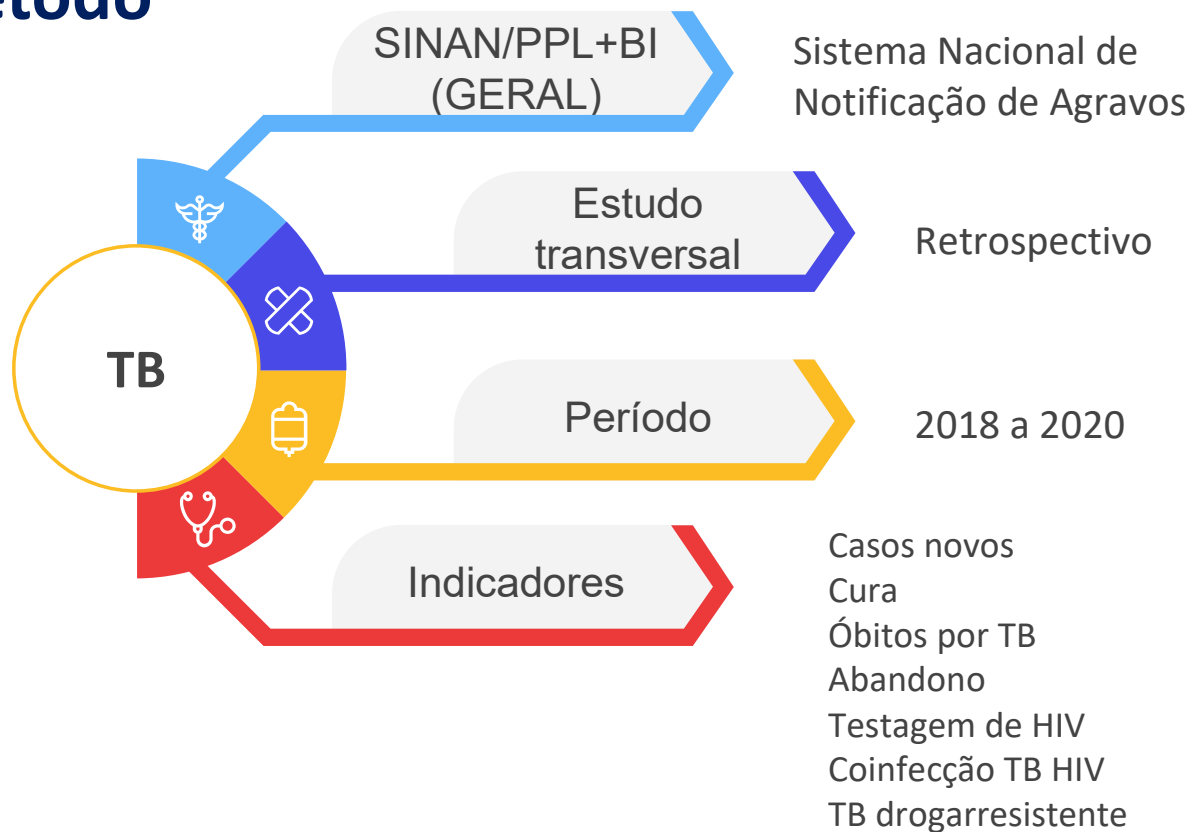 étodo
SINAN/PPL+BI
(GERAL)
Sistema Nacional de
Notificação de Agravos
Estudo
transversal
Retrospectivo
TB
Período
2018 a 2020
Indicadores
Casos novos
Cura
Óbitos por TB
Abandono
Testagem de HIV
Coinfecção TB HIV
TB drogarresistente